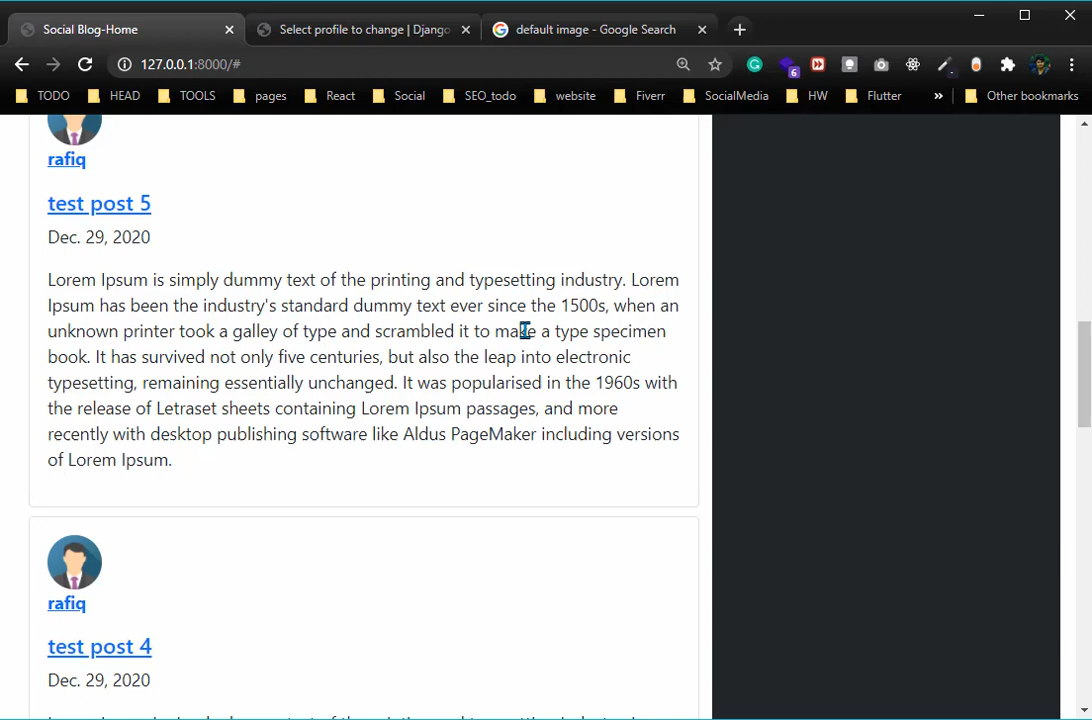 Social Blog-Home
Select profile to change | Djang
default image - Google Search
127.0.0.1:8000/#
6
TODO
HEAD
TOOLS
pages
React
Social
SEO_todo
website
Fiverr
SocialMedia
HW
Flutter
»
Other bookmarks
rafiq
test post 5
Dec. 29, 2020
Lorem Ipsum is simply dummy text of the printing and typesetting industry. Lorem
Ipsum has been the industry's standard dummy text ever since the 1500s, when an
unknown printer took a galley of type and scrambled it to make a type specimen
book. It has survived not only five centuries, but also the leap into electronic
typesetting, remaining essentially unchanged. It was popularised in the 1960s with
the release of Letraset sheets containing Lorem Ipsum passages, and more
recently with desktop publishing software like Aldus PageMaker including versions
of Lorem Ipsum.
rafiq
test post 4
Dec. 29, 2020